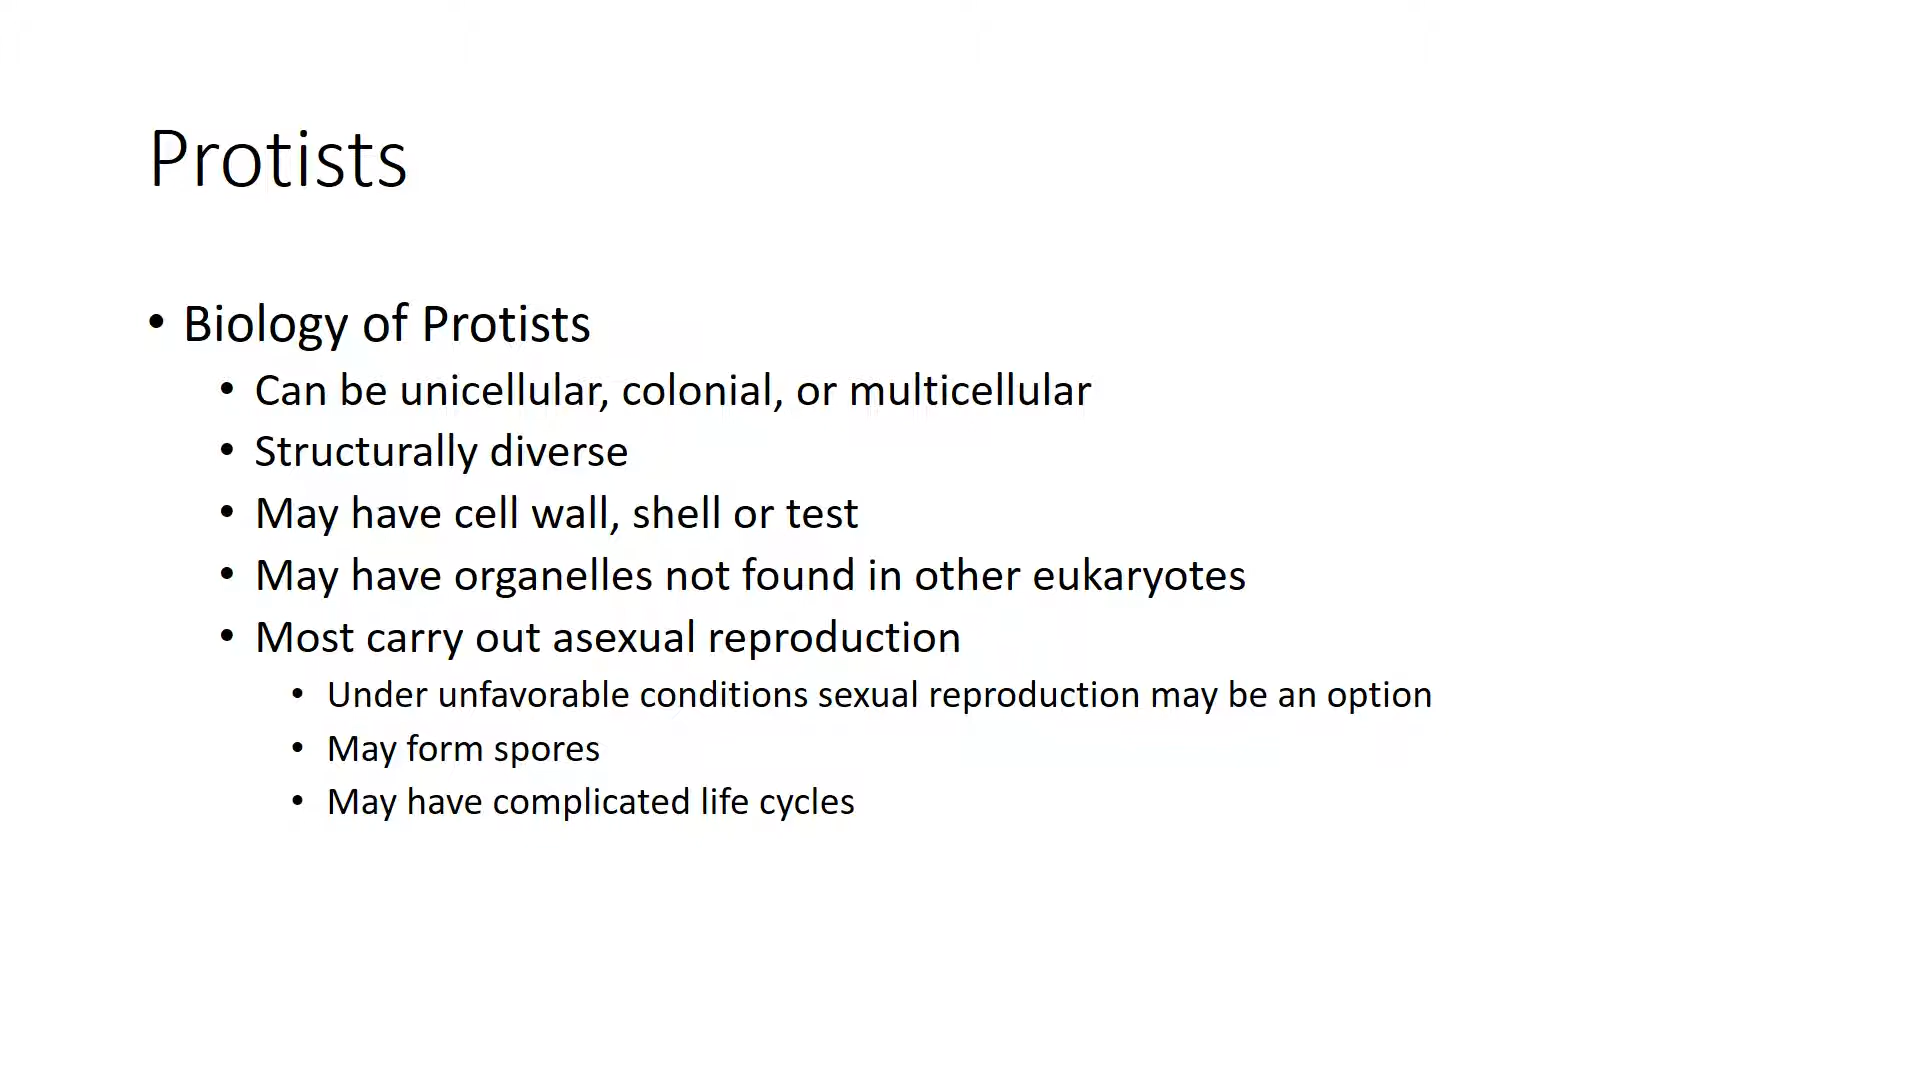 Protists
• Biology of Protists
• Can be unicellular, colonial, or multicellular
• Structurally diverse
• May have cell wall, shell or test
• May have organelles not found in other eukaryotes
• Most carry out asexual reproduction
• Under unfavorable conditions sexual reproduction may be an option
• May form spores
• May have complicated life cycles